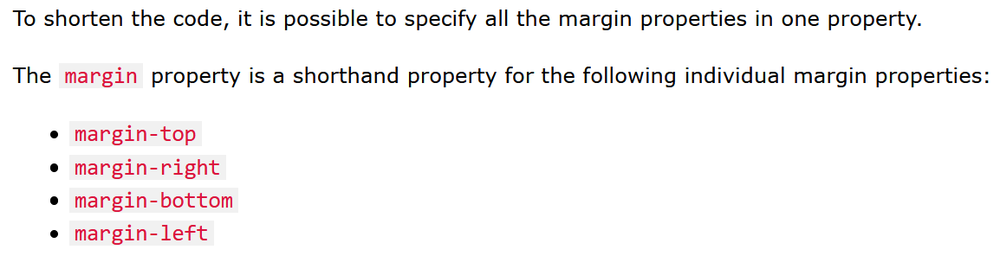 To shorten the code, it is possible to specify all the margin properties in one property.
The margin property is a shorthand property for the following individual margin properties:
• margin-top
• margin-right
• margin-bottom
• margin-left